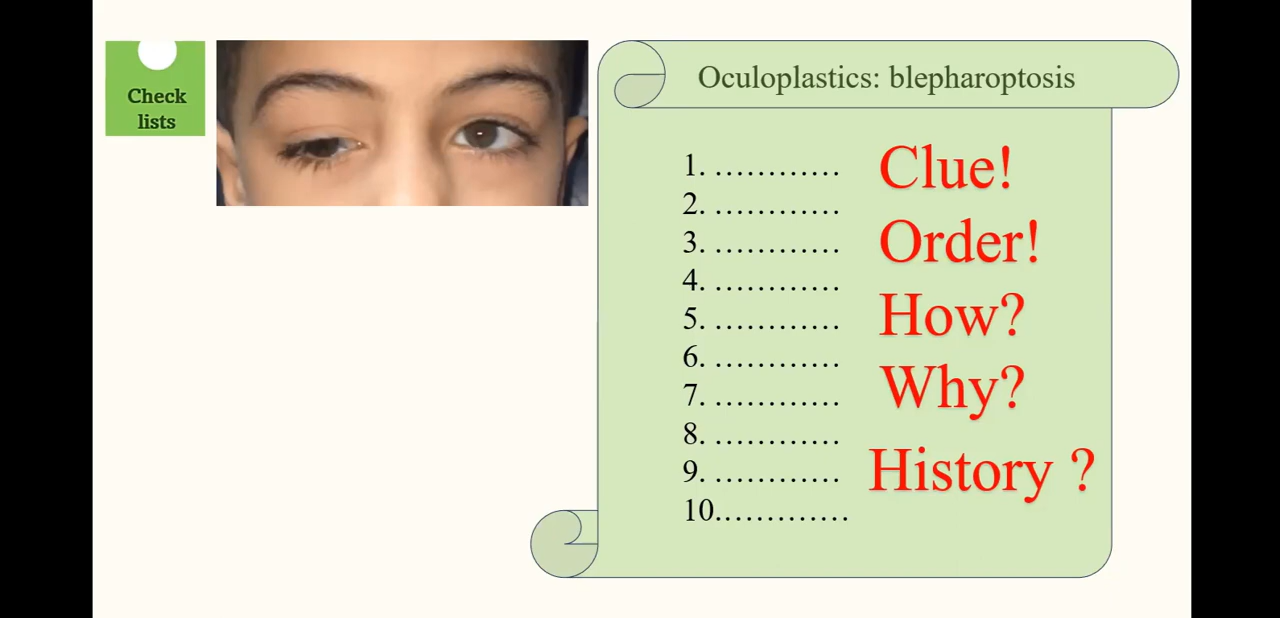 Check
lists
Oculoplastics: blepharoptosis
1. …………
2. …………
3. …………
4. …………
5. …………
6. …………
7. …………
8. …………
9. …………
10.…………
Clue!
Order!
How?
Why?
History ?